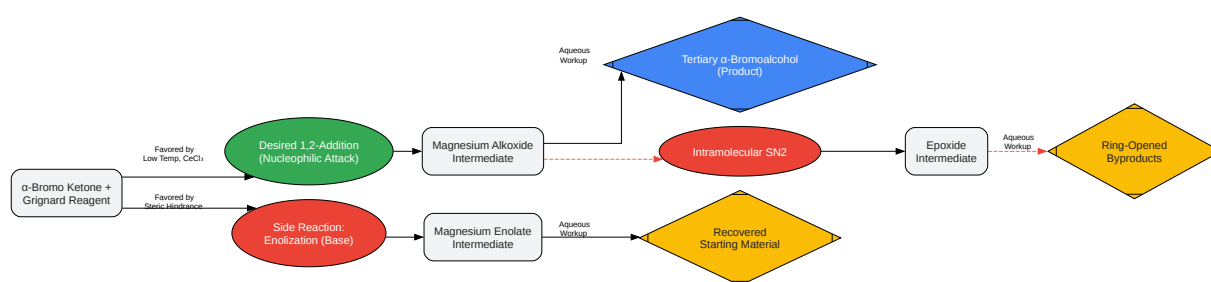 Aqueous
Workup
Tertiary α-Bromoalcohol
(Product)
Favored by
Low Temp, CeCl₃
Desired 1,2-Addition
(Nucleophilic Attack)
Magnesium Alkoxide
Intermediate
Intramolecular SN2
Epoxide
Intermediate
Aqueous
Workup
Ring-Opened
Byproducts
α-Bromo Ketone +
Grignard Reagent
Favored by
Steric Hindrance
Side Reaction:
Enolization (Base)
Magnesium Enolate
Intermediate
Aqueous
Workup
Recovered
Starting Material